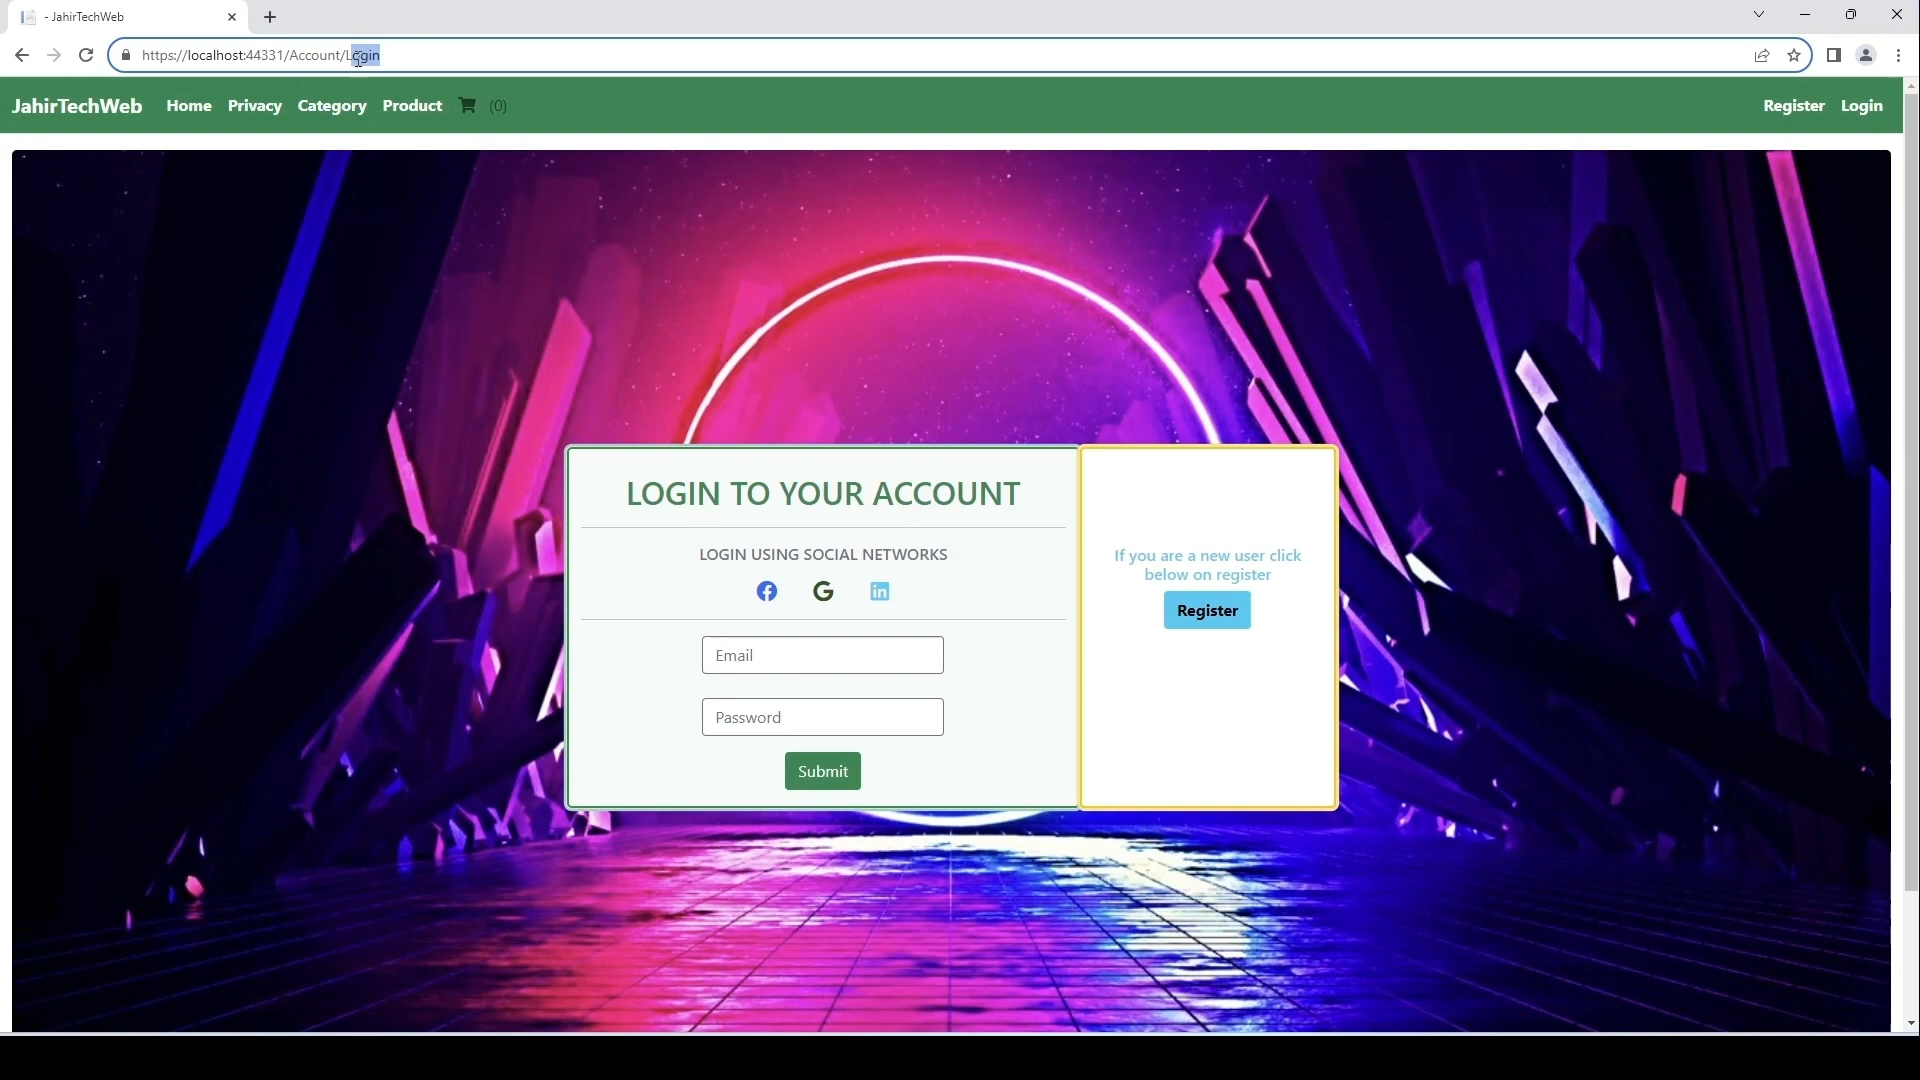 - JahirTechWeb
https://localhost:44331/Account/Login
JahirTechWeb Home Privacy Category Product (0) Register Login
LOGIN TO YOUR ACCOUNT
LOGIN USING SOCIAL NETWORKS
Email
Password
Submit
If you are a new user click
below on register
Register